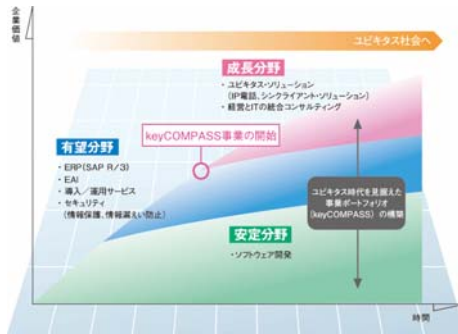 企業価値
ユビキタス社会へ
成長分野
・ユビキタス・ソリューション
(IP電話、シンクライアント・ソリューション)
・経営とITの統合コンサルティング
keyCOMPASS事業の開始
有望分野
・ERP(SAP R/3)
・EAI
・導入/運用サービス
・セキュリティ
(情報保護、情報漏えい防止)
ユビキタス時代を見据えた
事業ポートフォリオ
(keyCOMPASS)の構築
安定分野
・ソフトウェア開発
時間